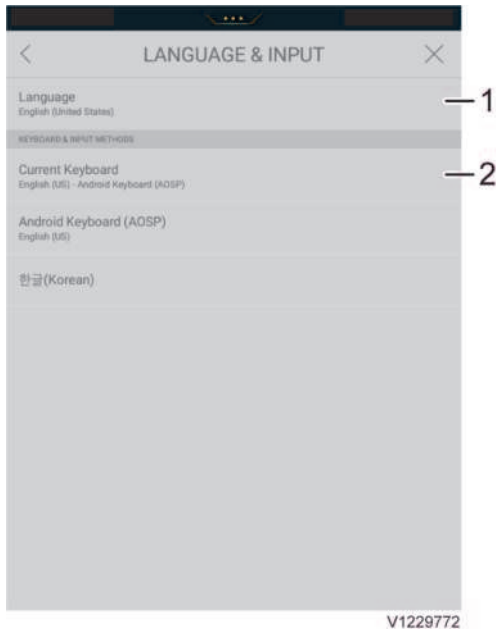 LANGUAGE & INPUT
Language
English (United States)
1
KEYBOARD & INPUT METHODS
Current Keyboard
English (US) - Android Keyboard (AOSP)
2
Android Keyboard (AOSP)
English (US)
한글(Korean)
V1229772